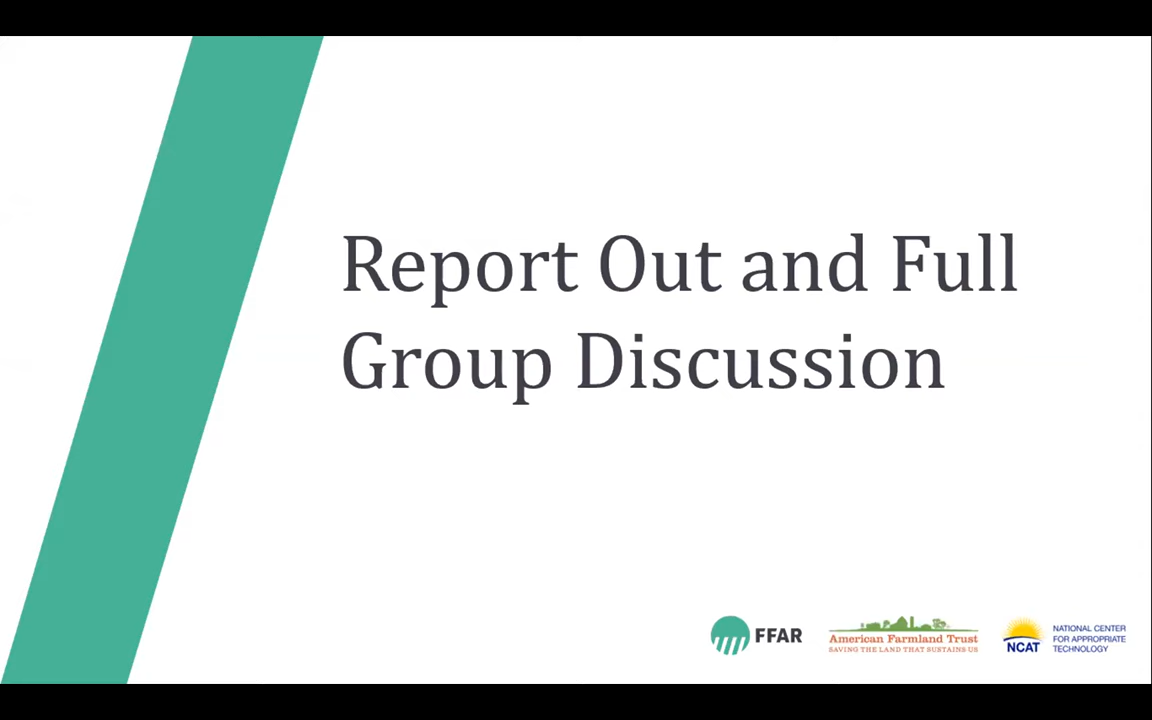 Report Out and Full
Group Discussion
FFAR
American Farmland Trust
SAVING THE LAND THAT SUSTAINS US
NCAT
NATIONAL CENTER
FOR APPROPRIATE
TECHNOLOGY